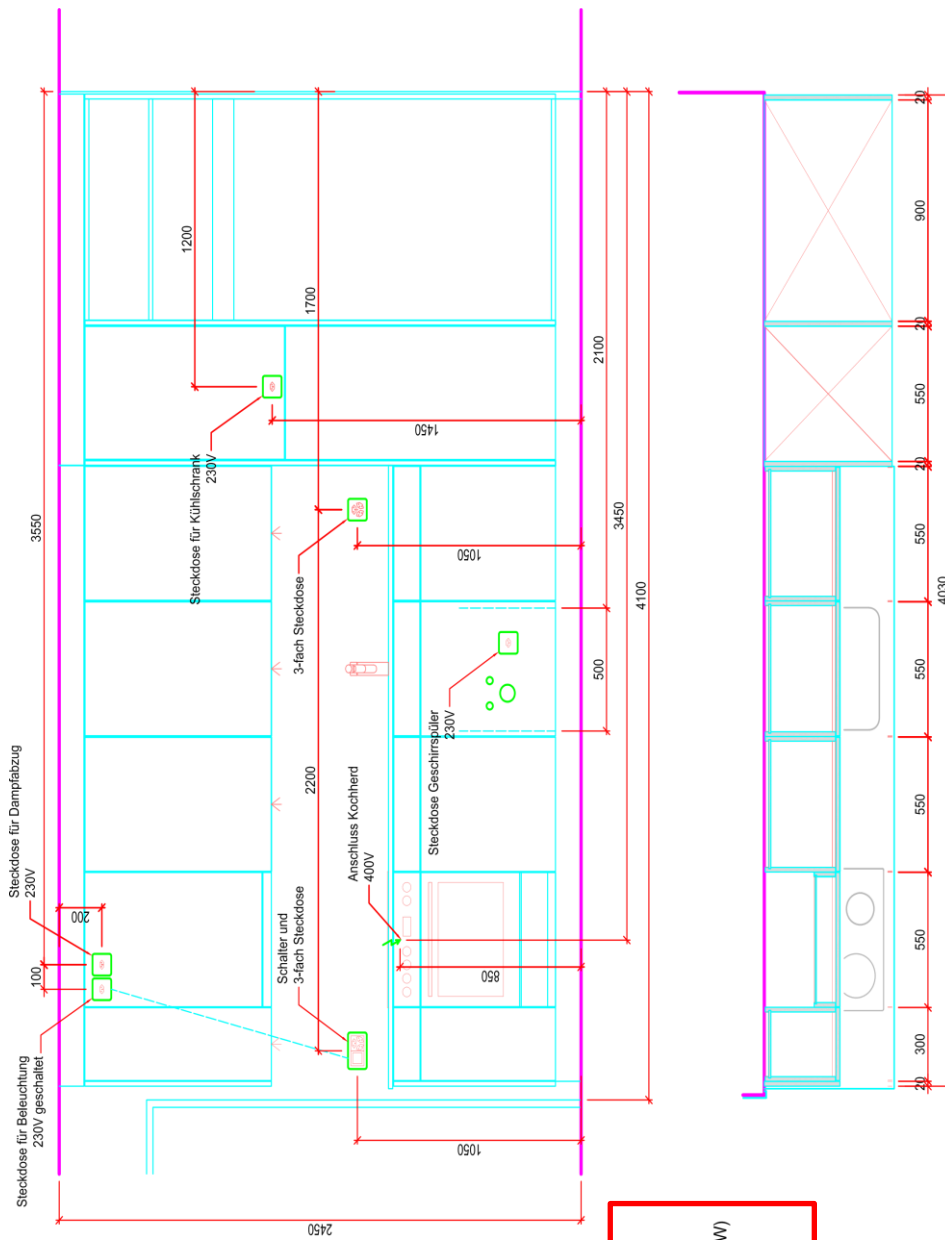 3550
1200
1700
2100
3450
4100
Steckdose für Kühlschrank
230V
1450
3-fach Steckdose
1050
500
Steckdose Geschirrspüler
230V
2200
Anschluss Kochherd
400V
850
Steckdose für Dampfabzug
230V
200
100
Steckdose für Beleuchtung
230V geschaltet
Schalter und
3-fach Steckdose
1050
2450
20
300
550
550
550
550
20
550
20
900
20
4030
W)